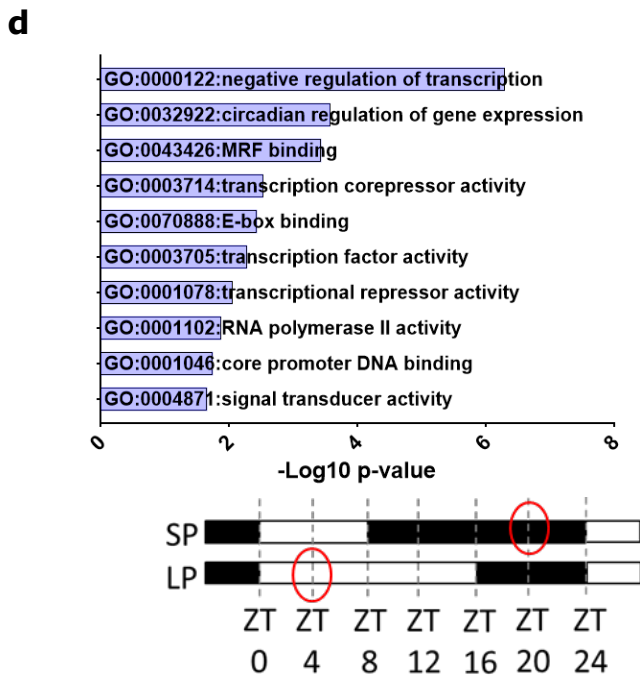 d
GO:0000122:negative regulation of transcription
GO:0032922:circadian regulation of gene expression
GO:0043426:MRF binding
GO:0003714:transcription corepressor activity
GO:0070888:E-box binding
GO:0003705:transcription factor activity
GO:0001078:transcriptional repressor activity
GO:0001102:RNA polymerase II activity
GO:0001046:core promoter DNA binding
GO:0004871:signal transducer activity
0 2 4 6 8
-Log10 p-value
SP
LP
ZT ZT ZT ZT ZT ZT ZT
0 4 8 12 16 20 24